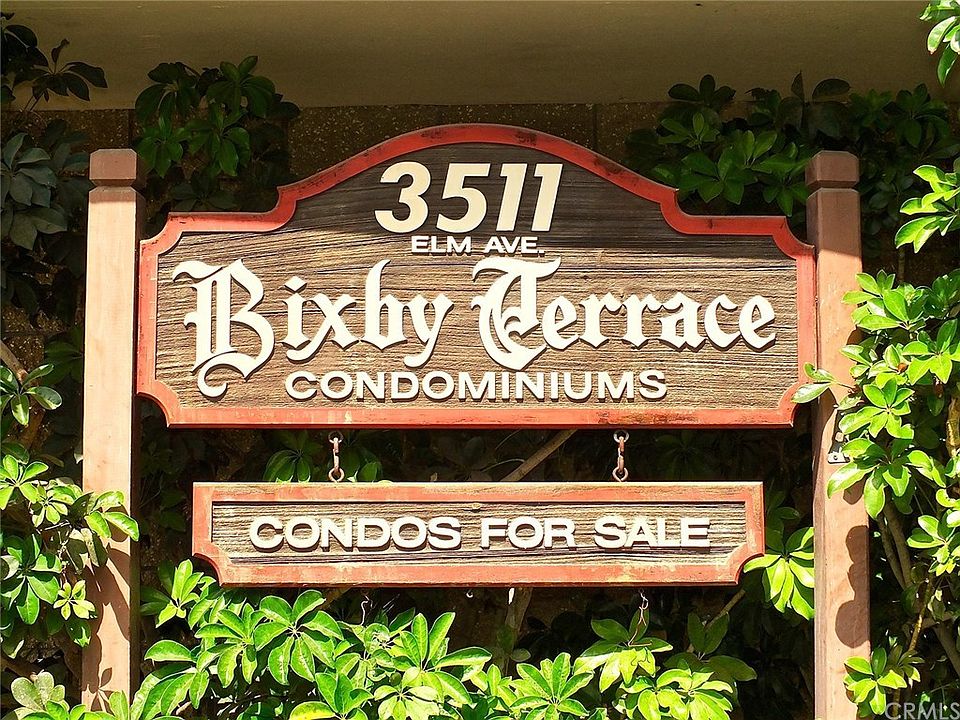 3511
ELM AVE.
Bixby Terrace
CONDOMINIUMS
CONDOS FOR SALE
CRMLS